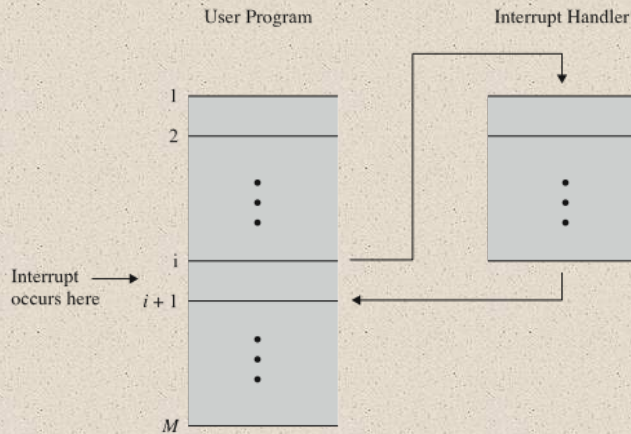 User Program
Interrupt Handler
1
2
i
Interrupt
occurs here
i + 1
M